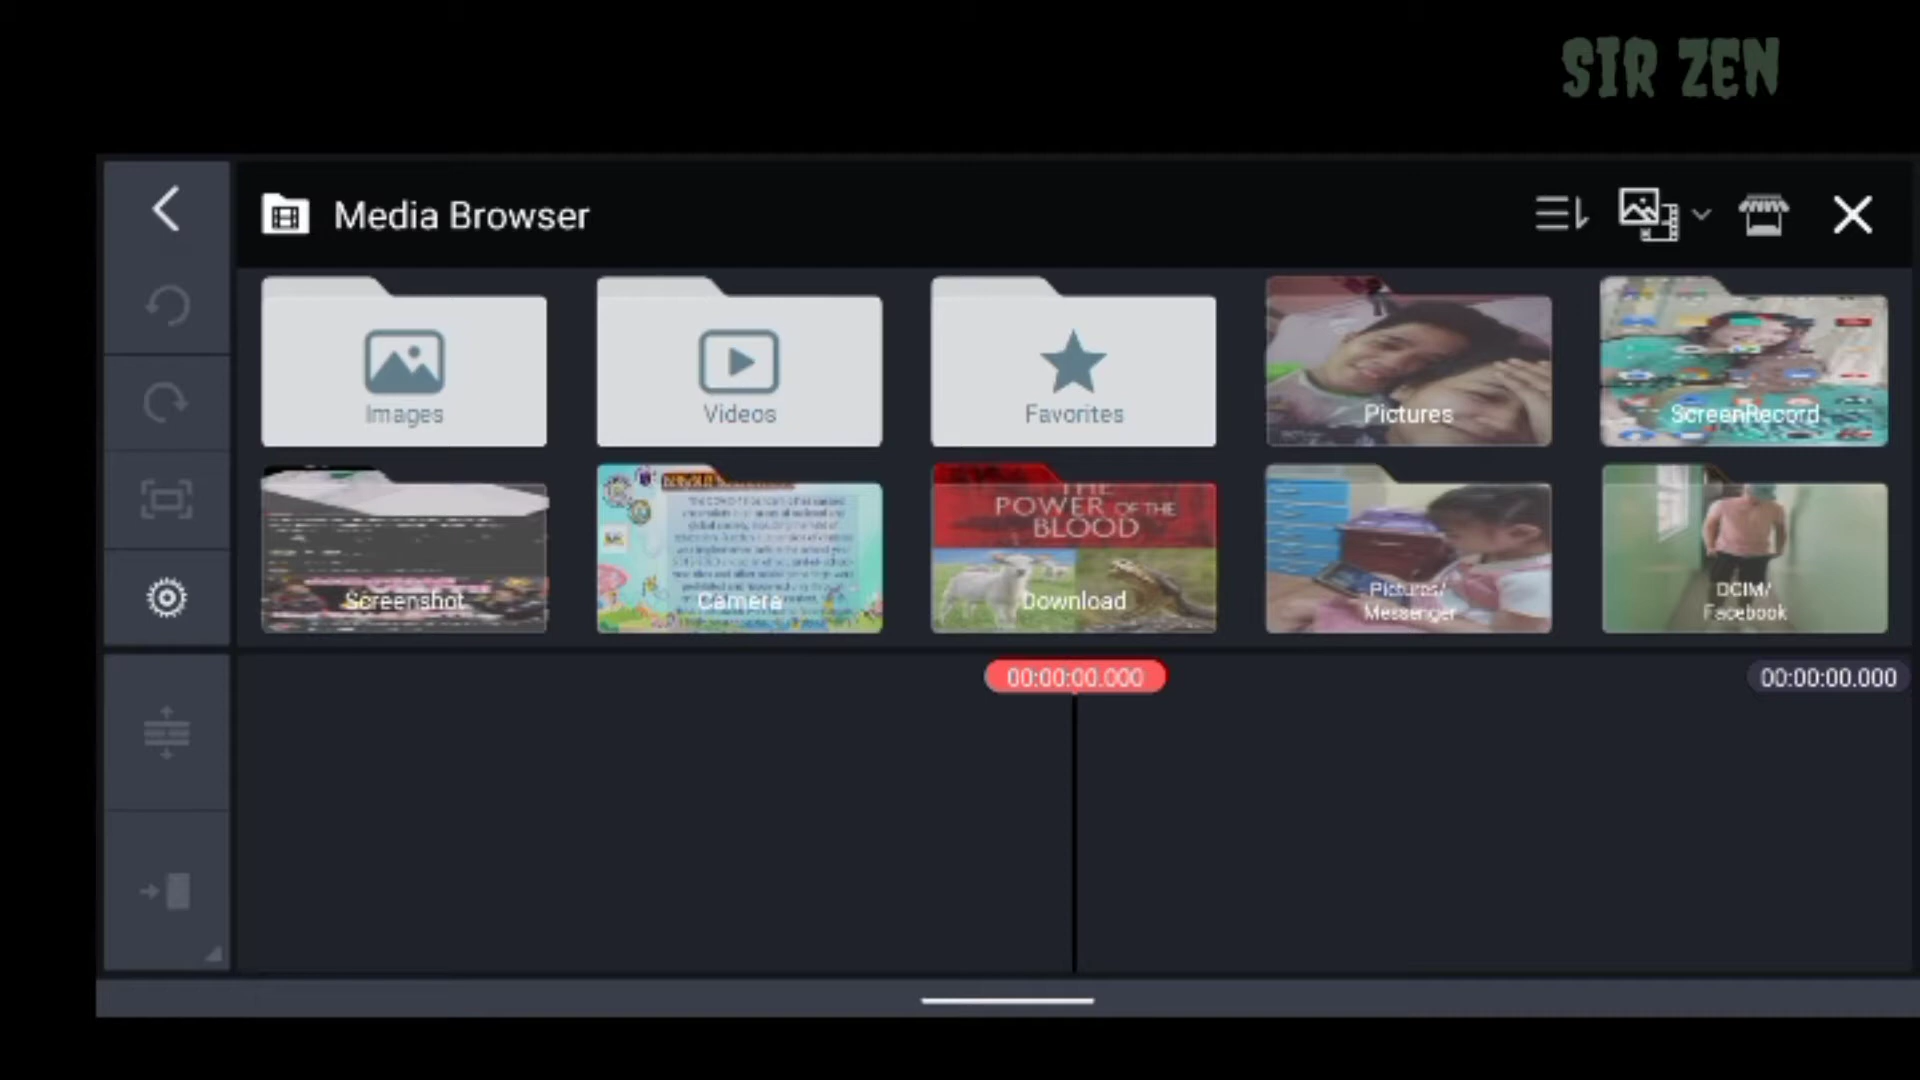 SIR ZEN
Media Browser
Images
Videos
Favorites
Pictures
ScreenRecord
Screenshot
Camera
THE
POWER OF THE
BLOOD
Download
Pictures/
Messenger
DCIM/
Facebook
00:00:00.000
00:00:00.000